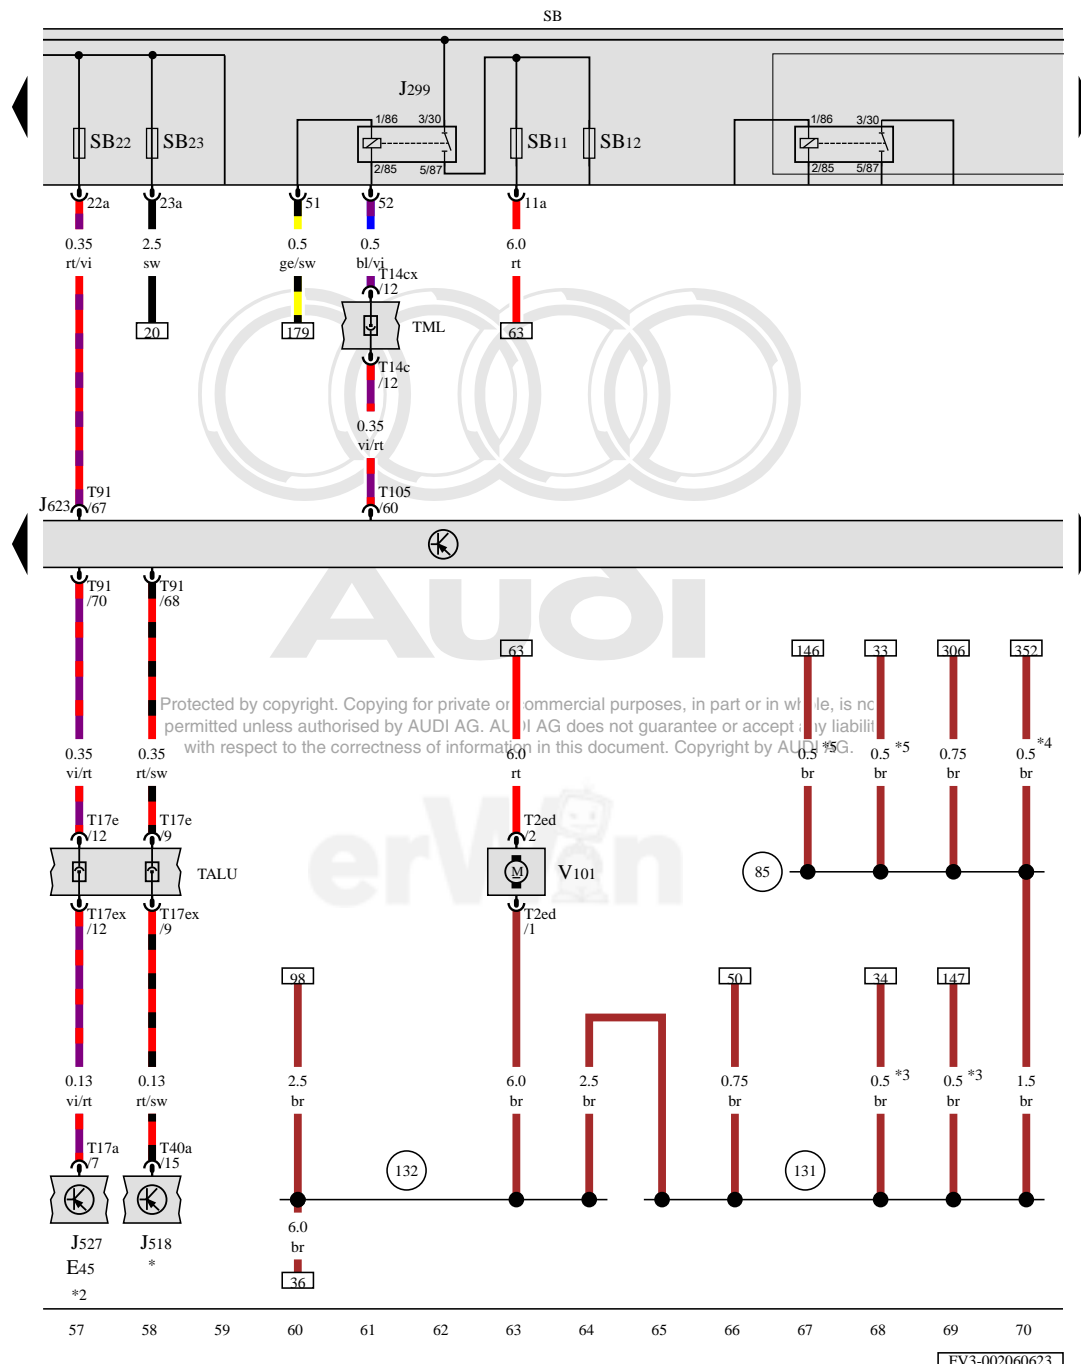 SB
J299
1/86 3/30
1/86 3/30
SB22 SB23 SB11 SB12
2/85 5/87
2/85 5/87
22a 23a 51 52 11a
0.35 2.5 0.5 0.5 6.0
rt/vi sw ge/sw bl/vi rt
T14cx
/12
20 179 TML 63
T14c
/12
0.35
vi/rt
T91 T105
J623 /67 /60
T91 T91
/70 /68
Audi
63 146 33 306 352
Protected by copyright. Copying for private or commercial purposes, in part or in whole, is no
permitted unless authorised by AUDI AG. AUDI AG does not guarantee or accept any liabilit
with respect to the correctness of information in this document. Copyright by AUDI AG.
0.35 0.35 6.0 0.5 *5 0.5 *5 0.75 0.5 *4
vi/rt rt/sw rt br br br br
T17e T17e T2ed
/12 /9 /2
erWin
TALU M V101 85
T17ex T17ex T2ed
/12 /9 /1
98 50 34 147
0.13 0.13 2.5 6.0 2.5 0.75 0.5 *3 0.5 *3 1.5
vi/rt rt/sw br br br br br br br
T17a T40a
/7 /15
132 131
6.0
br
J527 J518
E45 *
*2
36
57 58 59 60 61 62 63 64 65 66 67 68 69 70
EV3-002060623